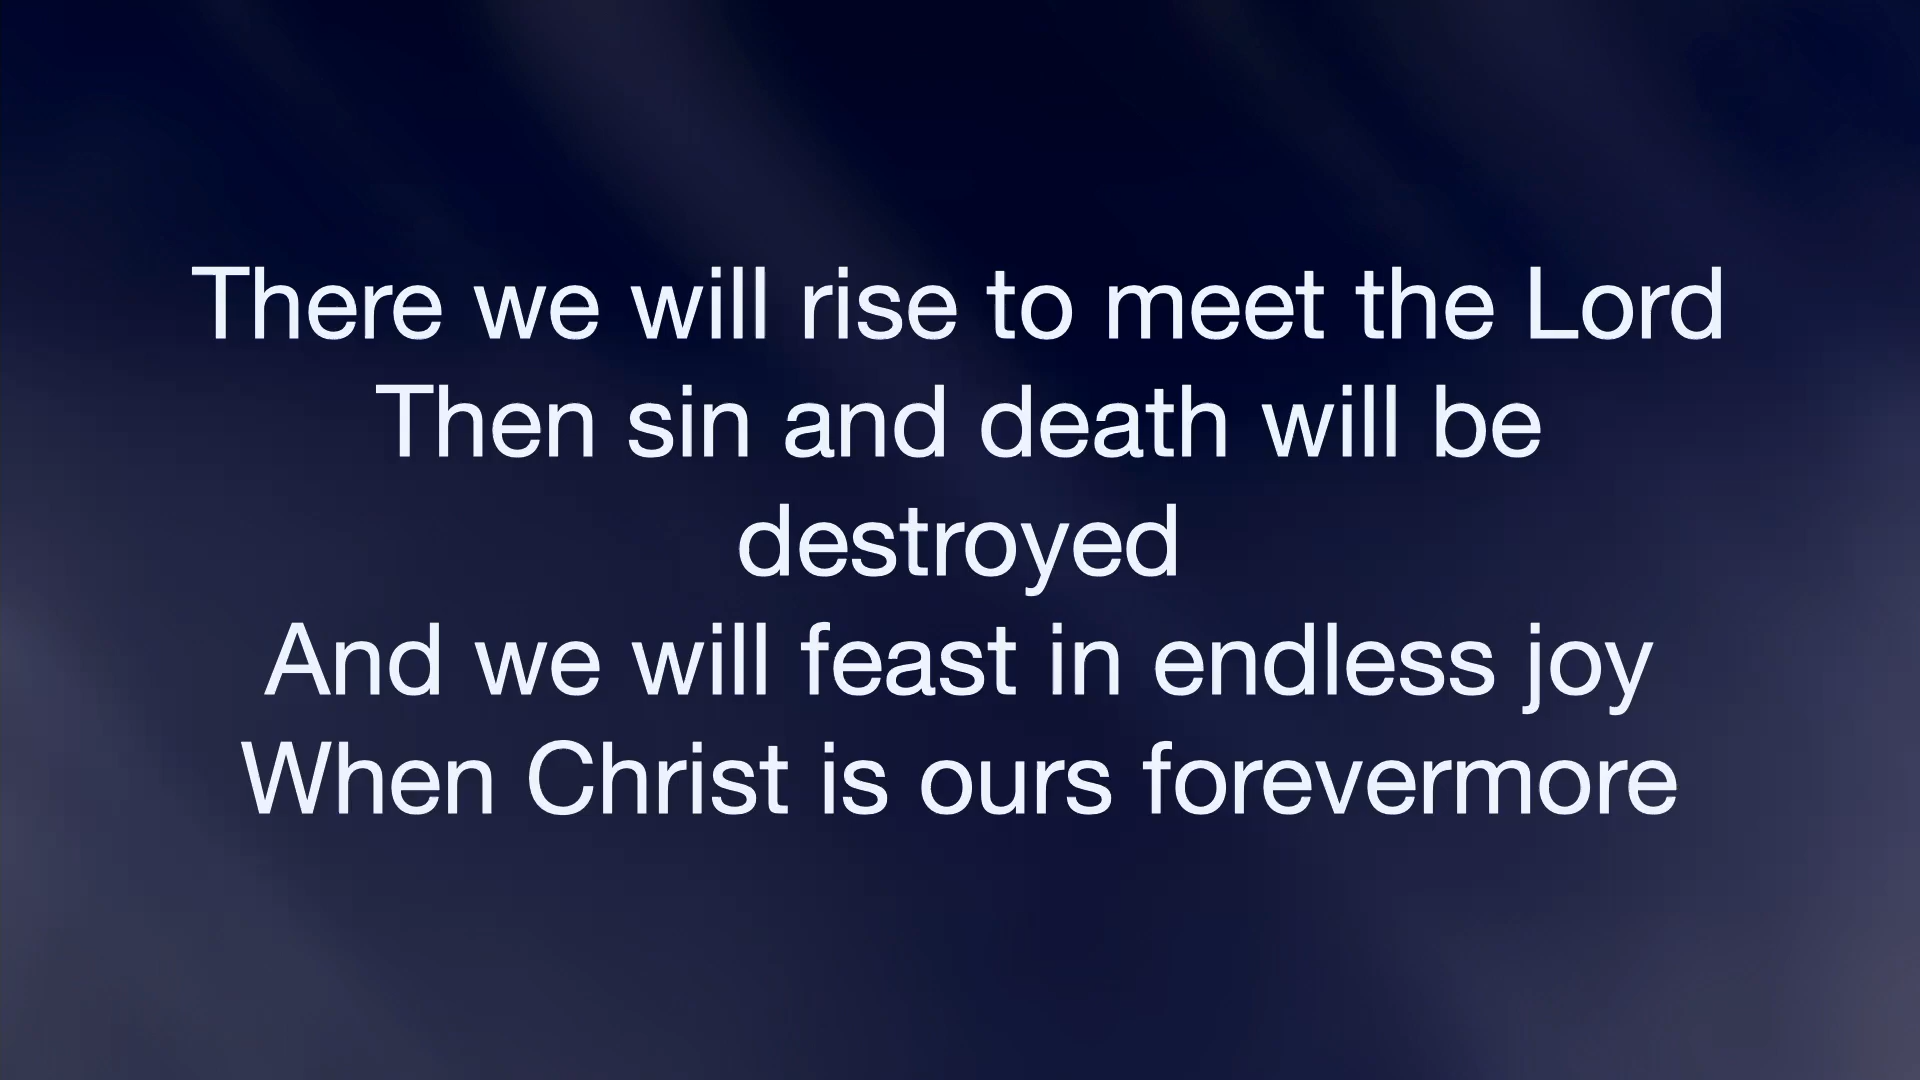 There we will rise to meet the Lord
Then sin and death will be
destroyed
And we will feast in endless joy
When Christ is ours forevermore